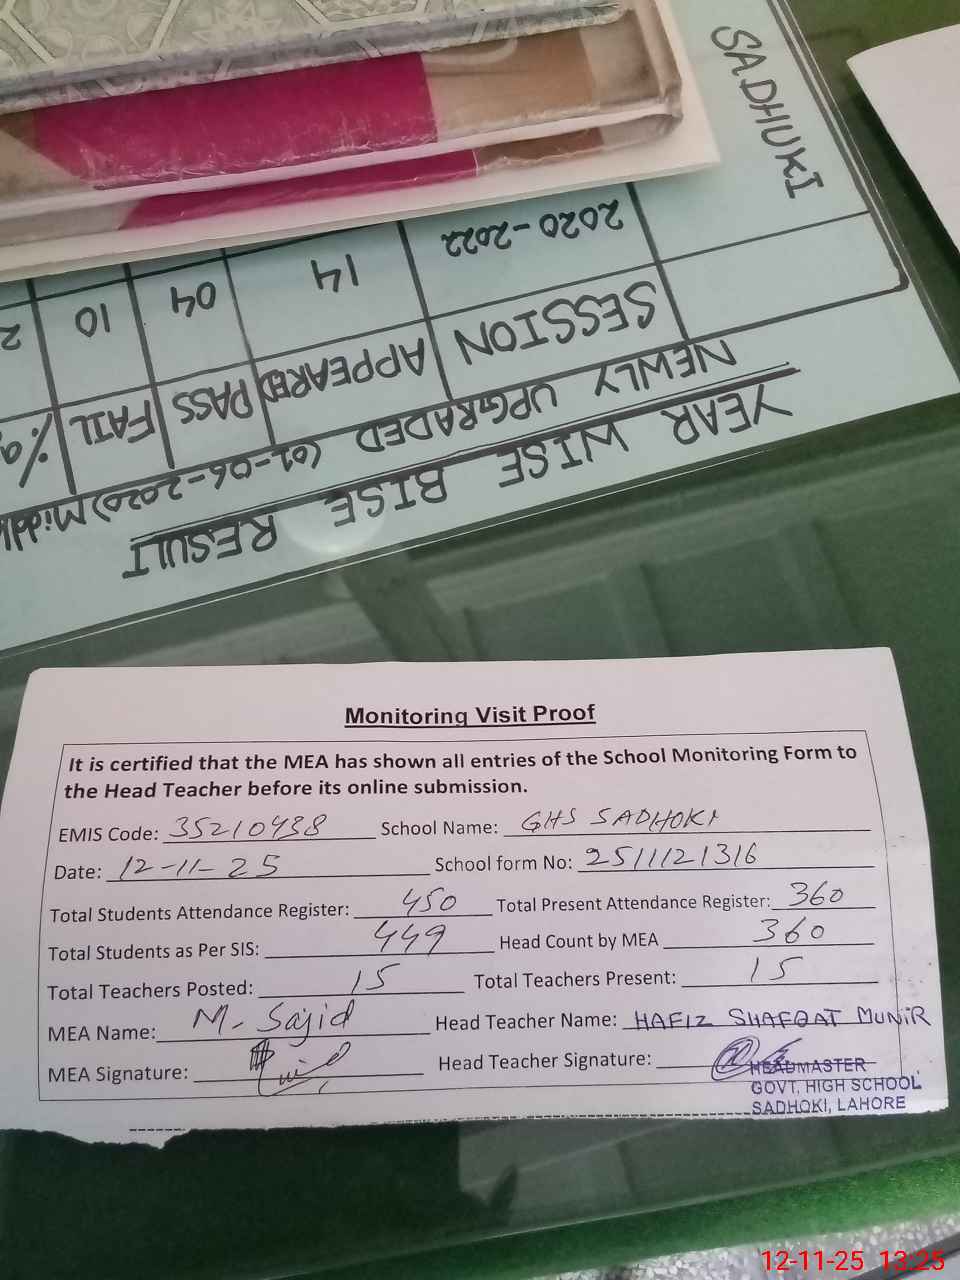 SADHUKI
YEAR WISE BISE RESULT
NEWLY UPGRADED (01-06-2020) Middl
SESSION APPEARED PASS FAIL %
2020-2022 14 04 10 2
Monitoring Visit Proof
It is certified that the MEA has shown all entries of the School Monitoring Form to
the Head Teacher before its online submission.
EMIS Code: 35210438 School Name: GHS SADHOKI
Date: 12-11-25 School form No: 2511121316
Total Students Attendance Register: 450 Total Present Attendance Register: 360
Total Students as Per SIS: 449 Head Count by MEA 360
Total Teachers Posted: 15 Total Teachers Present: 15
MEA Name: M. Sajid Head Teacher Name: HAFIZ SHAFQAT MUNIR
MEA Signature: Head Teacher Signature:
HEADMASTER
GOVT. HIGH SCHOOL
SADHOKI, LAHORE
12-11-25 13:25